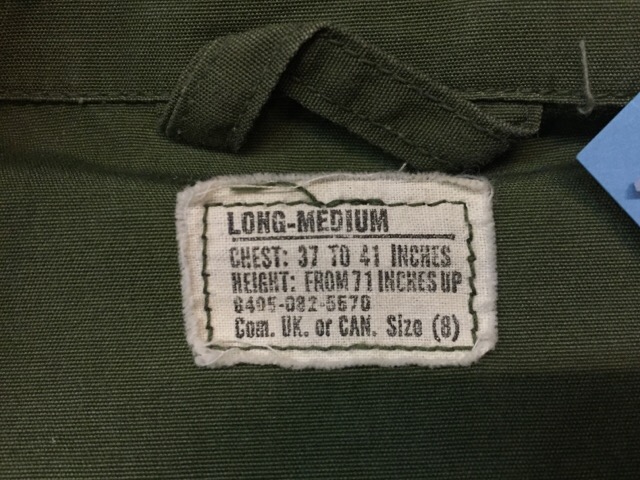 LONG-MEDIUM
CHEST: 37 TO 41 INCHES
HEIGHT: FROM 71 INCHES UP
8405-082-5570
Com. UK. or CAN. Size (8)